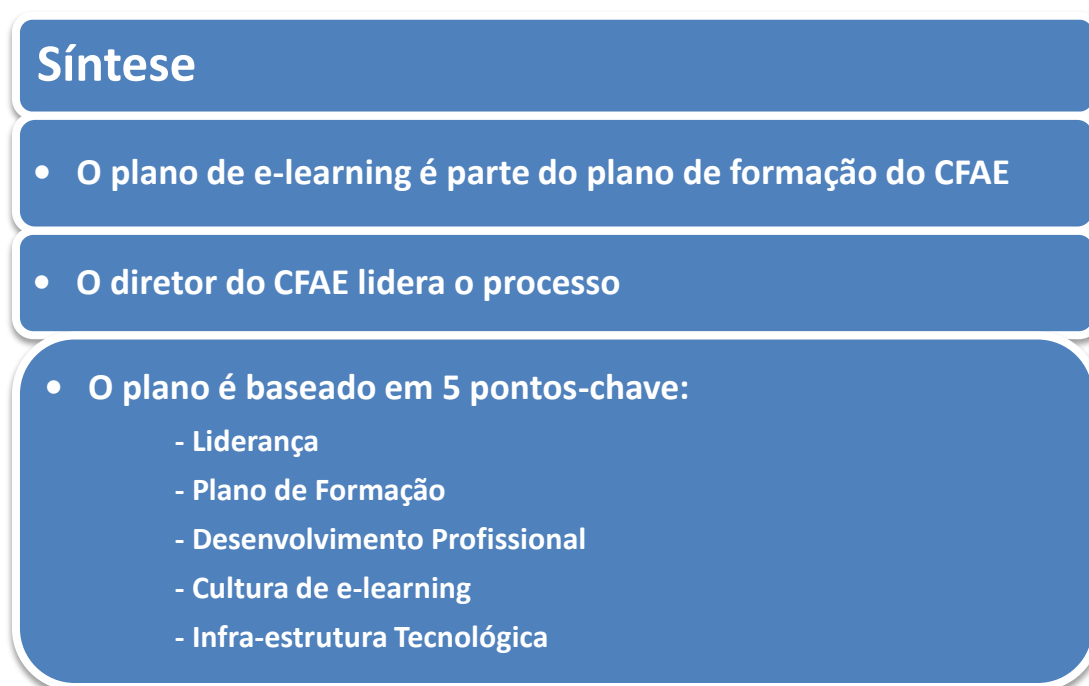 Síntese
• O plano de e-learning é parte do plano de formação do CFAE
• O diretor do CFAE lidera o processo
• O plano é baseado em 5 pontos-chave:
- Liderança
- Plano de Formação
- Desenvolvimento Profissional
- Cultura de e-learning
- Infra-estrutura Tecnológica